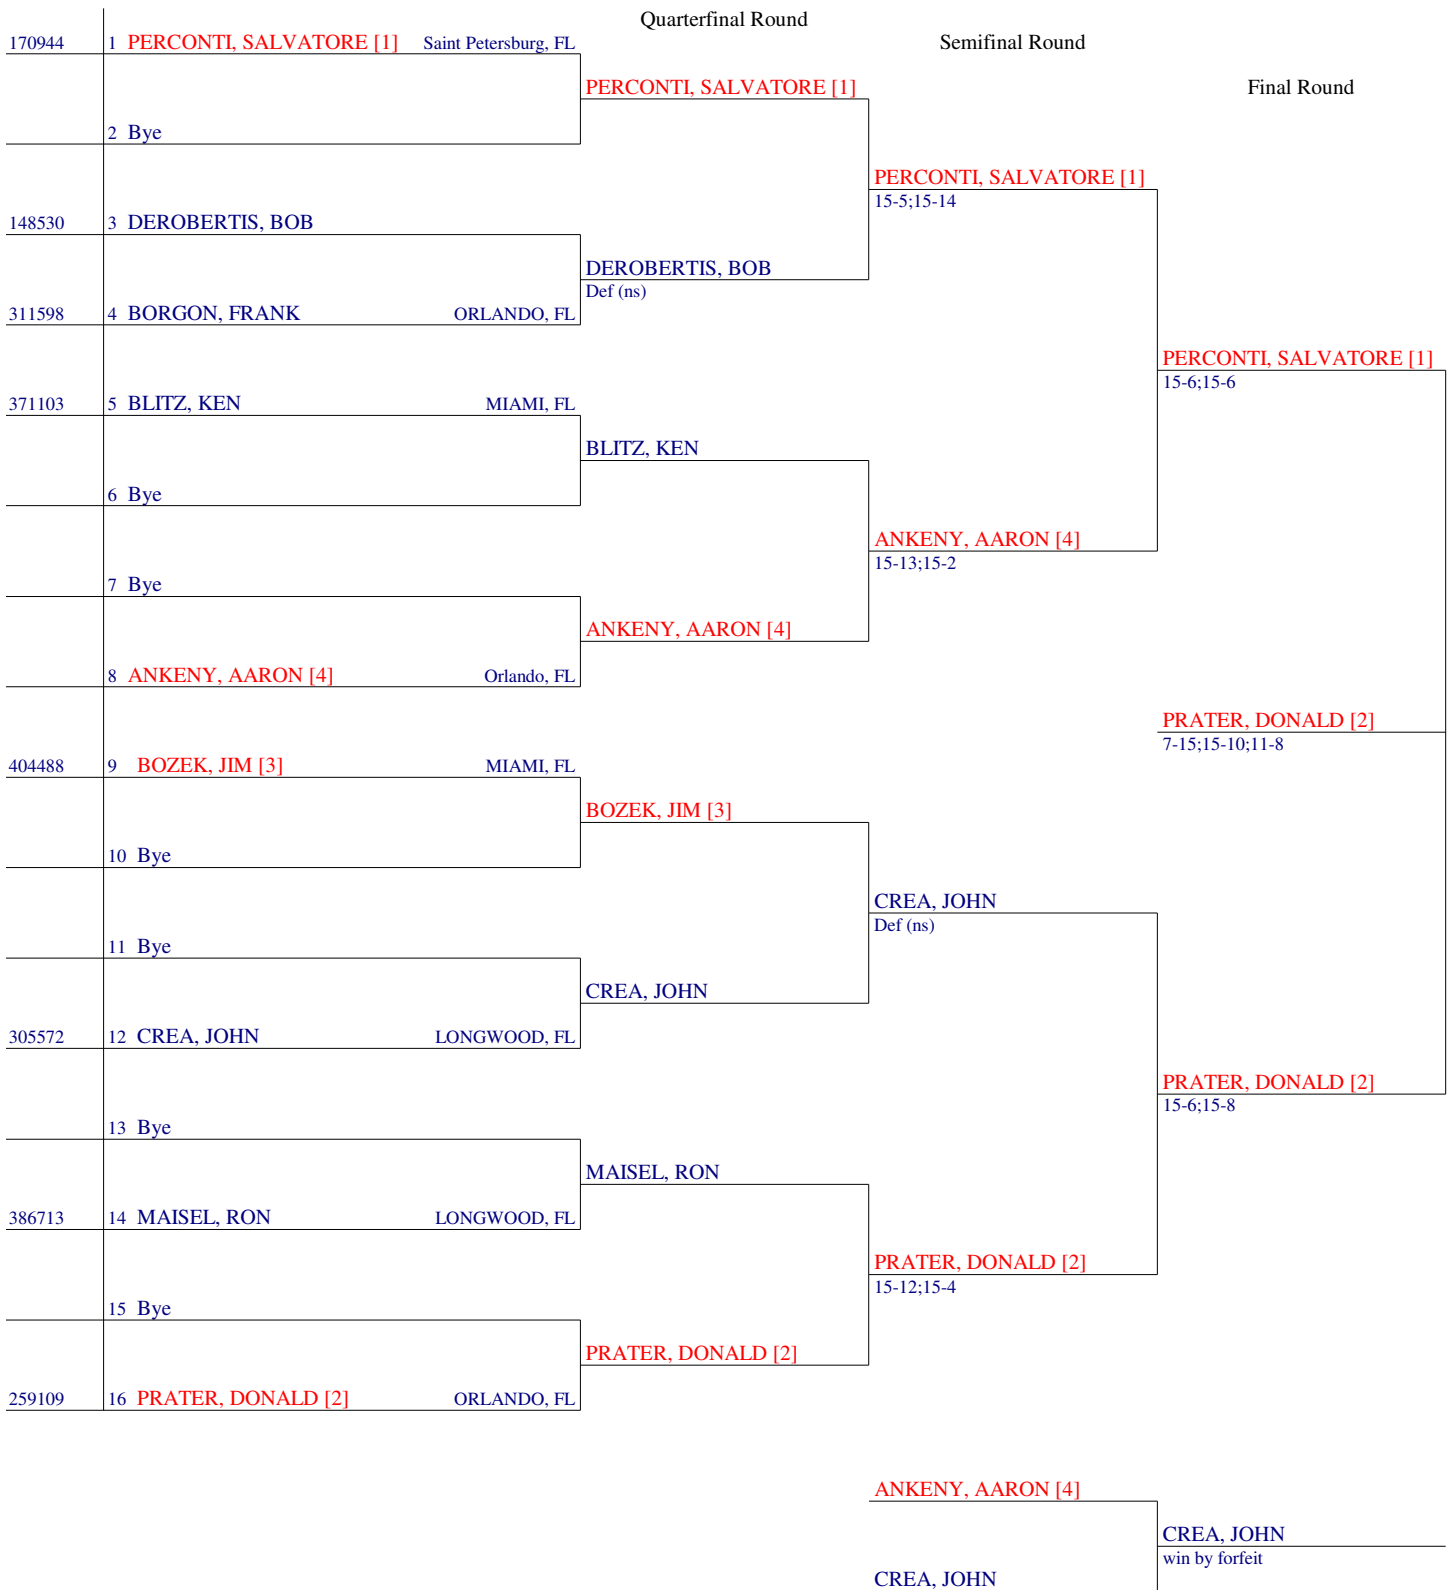 Quarterfinal Round
Semifinal Round
Final Round
170944 1 PERCONTI, SALVATORE [1] Saint Petersburg, FL
PERCONTI, SALVATORE [1]
2 Bye
PERCONTI, SALVATORE [1]
15-5;15-14
148530 3 DEROBERTIS, BOB
DEROBERTIS, BOB
Def (ns)
311598 4 BORGON, FRANK ORLANDO, FL
PERCONTI, SALVATORE [1]
15-6;15-6
371103 5 BLITZ, KEN MIAMI, FL
BLITZ, KEN
6 Bye
ANKENY, AARON [4]
15-13;15-2
7 Bye
ANKENY, AARON [4]
8 ANKENY, AARON [4] Orlando, FL
PRATER, DONALD [2]
7-15;15-10;11-8
404488 9 BOZEK, JIM [3] MIAMI, FL
BOZEK, JIM [3]
10 Bye
CREA, JOHN
Def (ns)
11 Bye
CREA, JOHN
305572 12 CREA, JOHN LONGWOOD, FL
PRATER, DONALD [2]
15-6;15-8
13 Bye
MAISEL, RON
386713 14 MAISEL, RON LONGWOOD, FL
PRATER, DONALD [2]
15-12;15-4
15 Bye
PRATER, DONALD [2]
259109 16 PRATER, DONALD [2] ORLANDO, FL
ANKENY, AARON [4]
CREA, JOHN
win by forfeit
CREA, JOHN